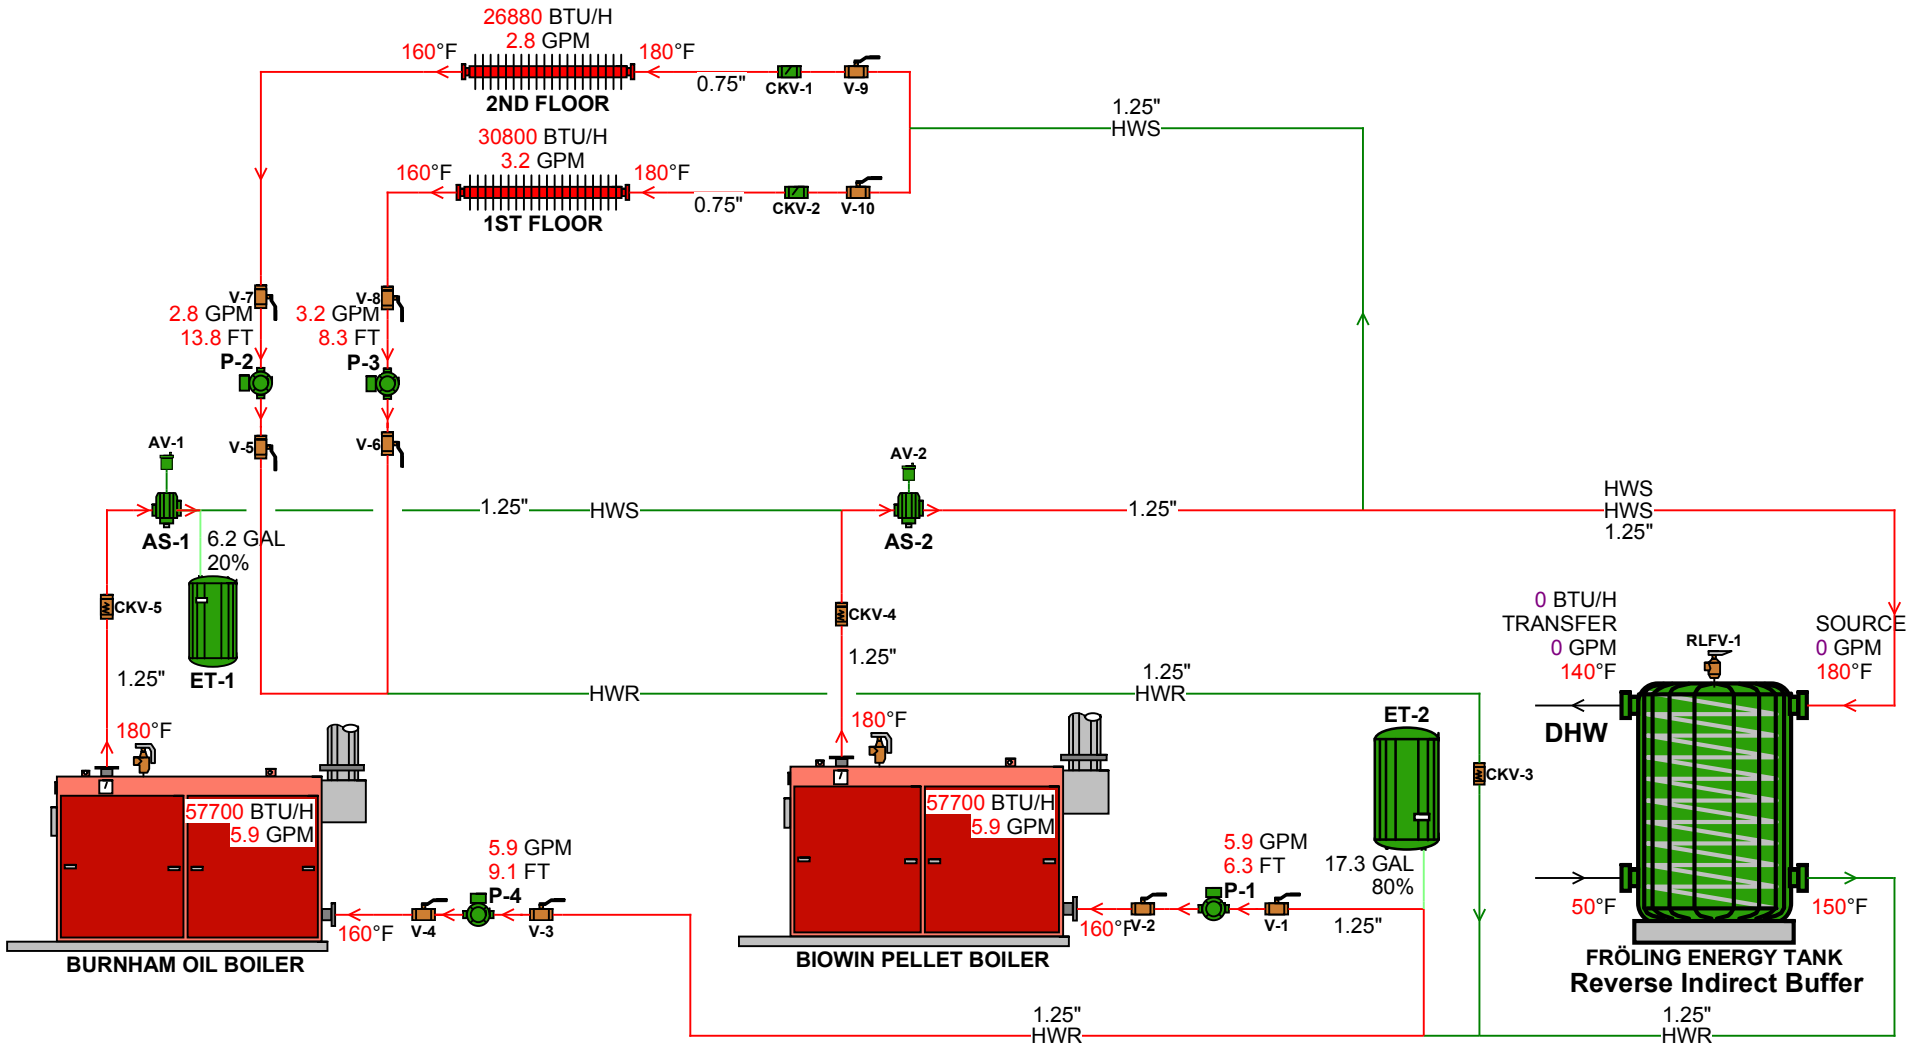 26880 BTU/H
2.8 GPM
160°F
180°F
0.75"
CKV-1
V-9
2ND FLOOR
1.25"
HWS
30800 BTU/H
3.2 GPM
160°F
180°F
0.75"
CKV-2
V-10
1ST FLOOR
V-7
2.8 GPM
13.8 FT
P-2
V-8
3.2 GPM
8.3 FT
P-3
V-5
V-6
AV-1
AS-1
6.2 GAL
20%
ET-1
CKV-5
1.25"
1.25"
HWS
AV-2
AS-2
1.25"
HWS
HWS
1.25"
CKV-4
1.25"
HWR
1.25"
HWR
0 BTU/H
TRANSFER
0 GPM
140°F
RLFV-1
SOURCE
0 GPM
180°F
DHW
50°F
150°F
FRÖLING ENERGY TANK
Reverse Indirect Buffer
180°F
57700 BTU/H
5.9 GPM
160°F
BURNHAM OIL BOILER
5.9 GPM
9.1 FT
P-4
V-4
V-3
180°F
57700 BTU/H
5.9 GPM
160°F
BIOWIN PELLET BOILER
5.9 GPM
6.3 FT
P-1
V-2
V-1
1.25"
ET-2
17.3 GAL
80%
CKV-3
1.25"
HWR
1.25"
HWR